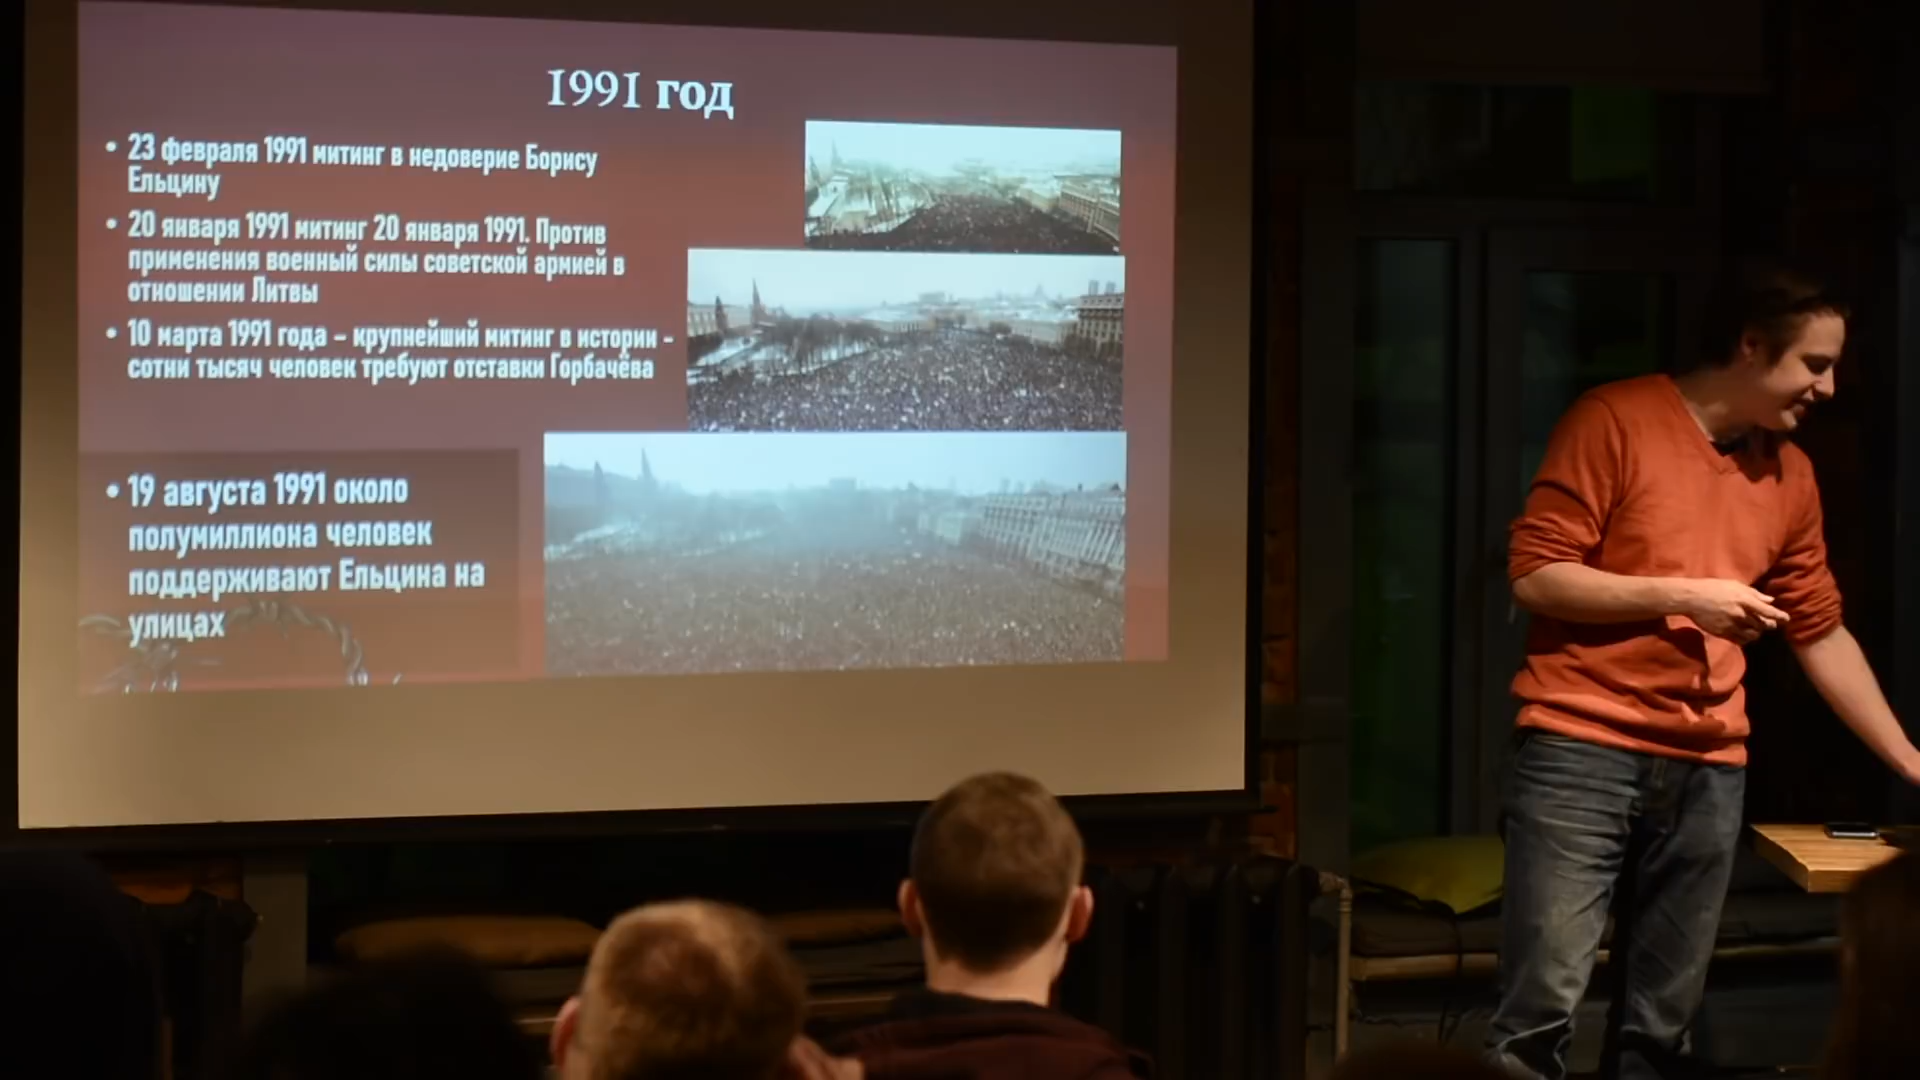 1991 год
• 23 февраля 1991 митинг в недоверие Борису
Ельцину
• 20 января 1991 митинг 20 января 1991. Против
применения военный силы советской армией в
отношении Литвы
• 10 марта 1991 года – крупнейший митинг в истории -
сотни тысяч человек требуют отставки Горбачёва
• 19 августа 1991 около
полумиллиона человек
поддерживают Ельцина на
улицах